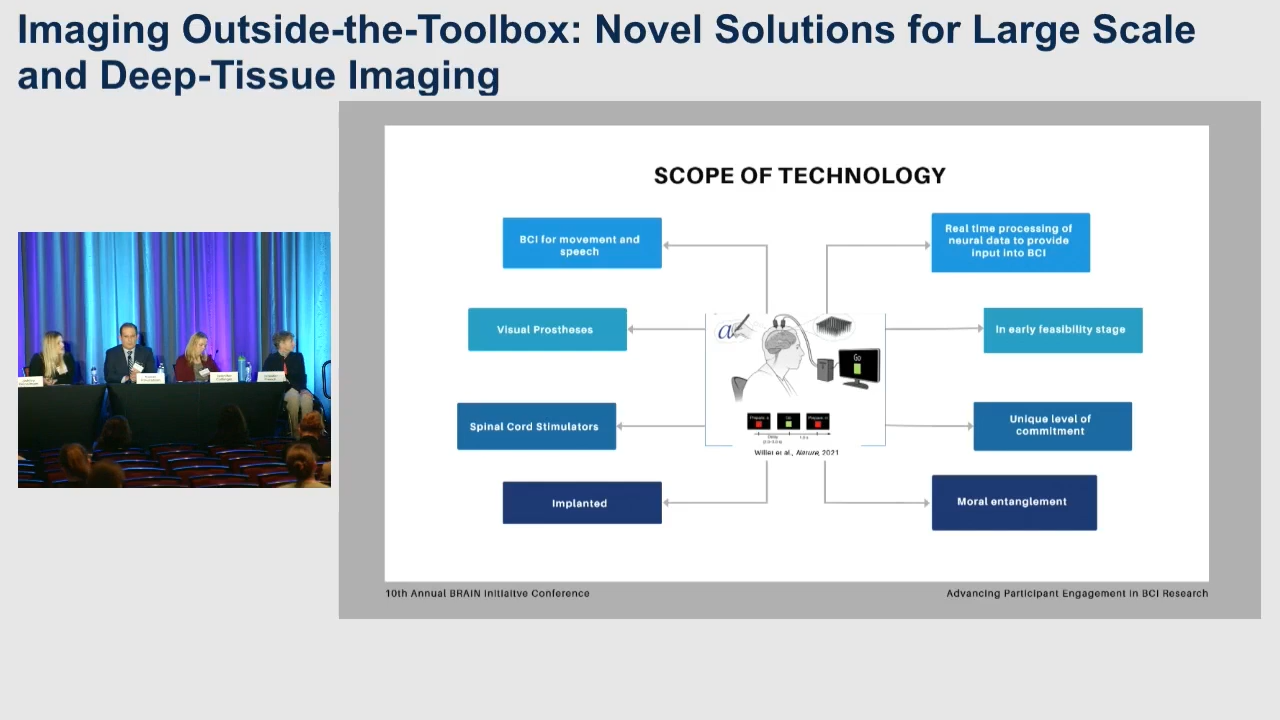 Imaging Outside-the-Toolbox: Novel Solutions for Large Scale
and Deep-Tissue Imaging
SCOPE OF TECHNOLOGY
BCI for movement and
speech
Real time processing of
neural data to provide
input into BCI
Visual Prostheses
In early feasibility stage
a
Go
Spinal Cord Stimulators
Unique level of
commitment
Willet et al., Nature, 2021
Implanted
Moral entanglement
10th Annual BRAIN Initiaitve Conference
Advancing Participant Engagement in BCI Research